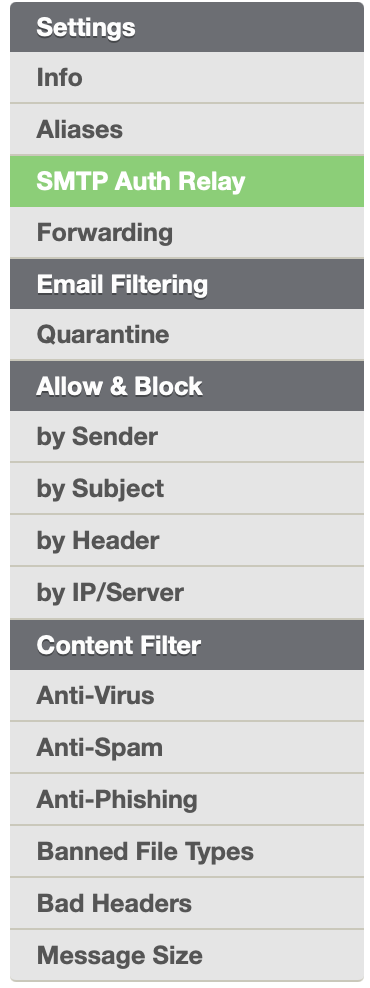 Settings
Info
Aliases
SMTP Auth Relay
Forwarding
Email Filtering
Quarantine
Allow & Block
by Sender
by Subject
by Header
by IP/Server
Content Filter
Anti-Virus
Anti-Spam
Anti-Phishing
Banned File Types
Bad Headers
Message Size